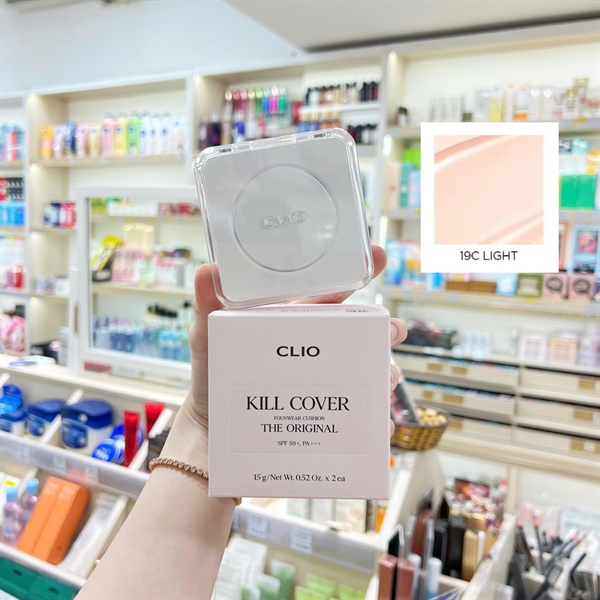 CLIO
19C LIGHT
CLIO
KILL COVER
FOUNWEAR CUSHION
THE ORIGINAL
SPF 50+, PA+++
15 g/Net Wt. 0.52 Oz. x 2 ea